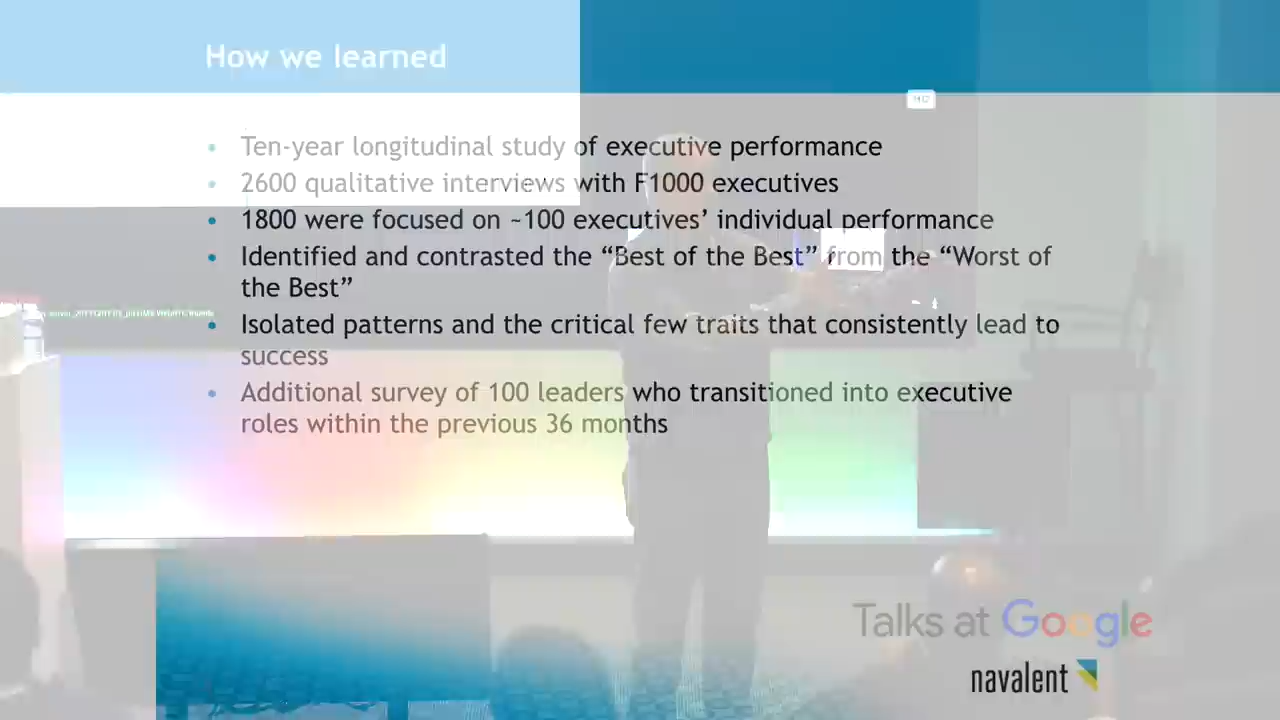 How we learned
• Ten-year longitudinal study of executive performance
• 2600 qualitative interviews with F1000 executives
• 1800 were focused on ~100 executives’ individual performance
• Identified and contrasted the “Best of the Best” from the “Worst of
the Best”
• Isolated patterns and the critical few traits that consistently lead to
success
• Additional survey of 100 leaders who transitioned into executive
roles within the previous 36 months
Talks at Google
navalent